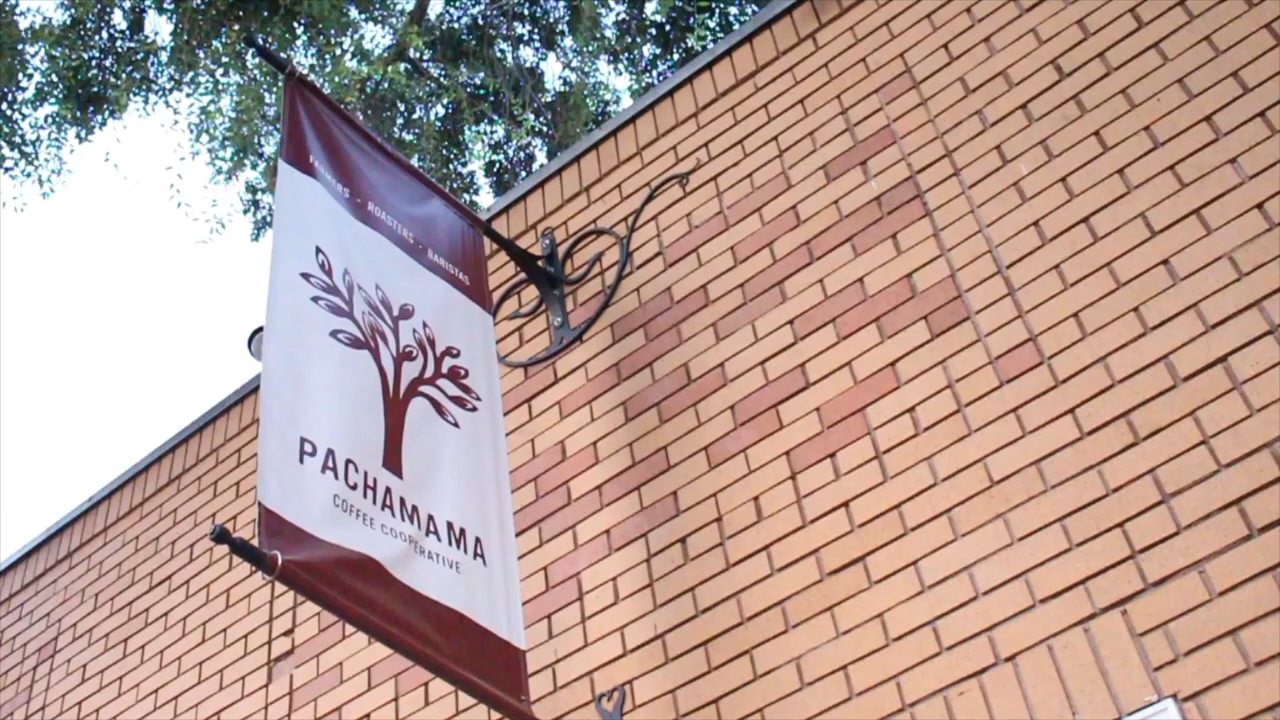 FARMERS - ROASTERS - BARISTAS
PACHAMAMA
COFFEE COOPERATIVE